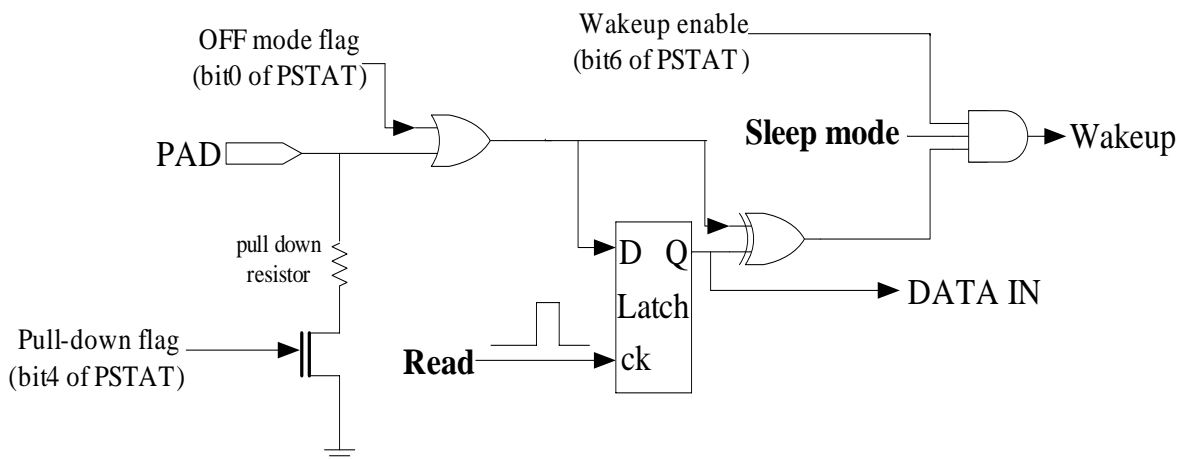 OFF mode flag
(bit0 of PSTAT)
Wakeup enable
(bit6 of PSTAT)
Sleep mode
Wakeup
PAD
pull down
resistor
D Q
Latch
ck
DATA IN
Pull-down flag
(bit4 of PSTAT)
Read